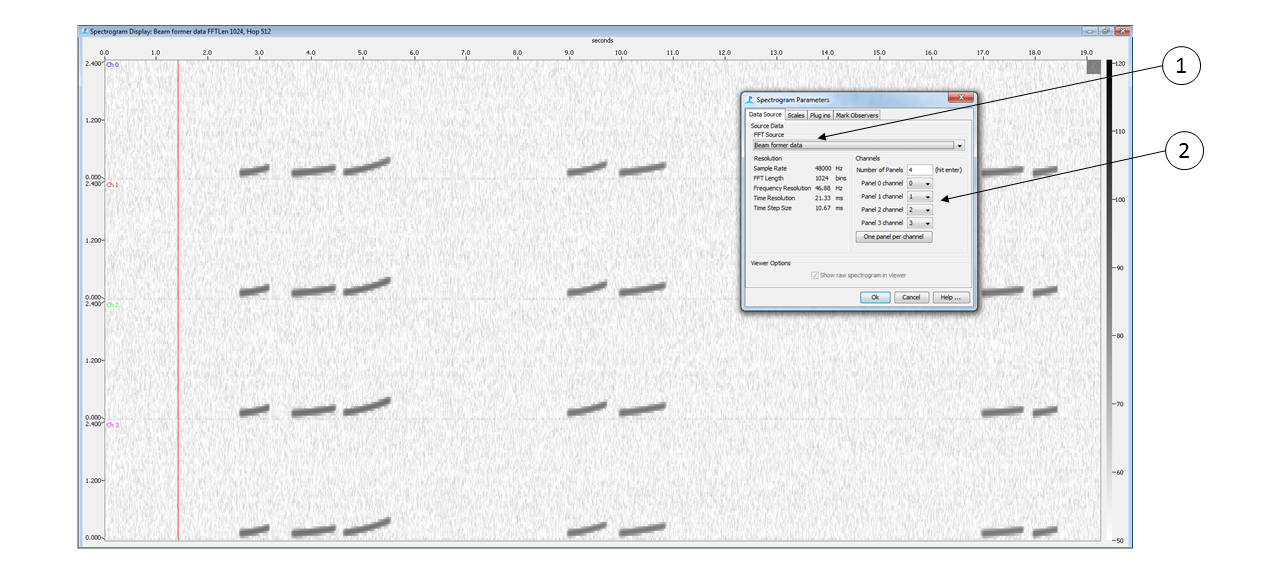 Spectrogram Display: Beam former data FFTLen 1024, Hop 512
seconds
0.0 1.0 2.0 3.0 4.0 5.0 6.0 7.0 8.0 9.0 10.0 11.0 12.0 13.0 14.0 15.0 16.0 17.0 18.0 19.0
2.400 Ch 0
1.200
0.000
2.400 Ch 1
1.200
0.000
2.400 Ch 2
1.200
0.000
2.400 Ch 3
1.200
0.000
120
110
100
90
80
70
60
50
Spectrogram Parameters
Data Source Scales Plug ins Mark Observers
Source Data
FFT Source
Beam former data
Resolution
Sample Rate 48000 Hz
FFT Length 1024 bins
Frequency Resolution 46.88 Hz
Time Resolution 21.33 ms
Time Step Size 10.67 ms
Channels
Number of Panels 4 (hit enter)
Panel 0 channel 0
Panel 1 channel 1
Panel 2 channel 2
Panel 3 channel 3
One panel per channel
Viewer Options
Show raw spectrogram in viewer
Ok Cancel Help ...
1
2